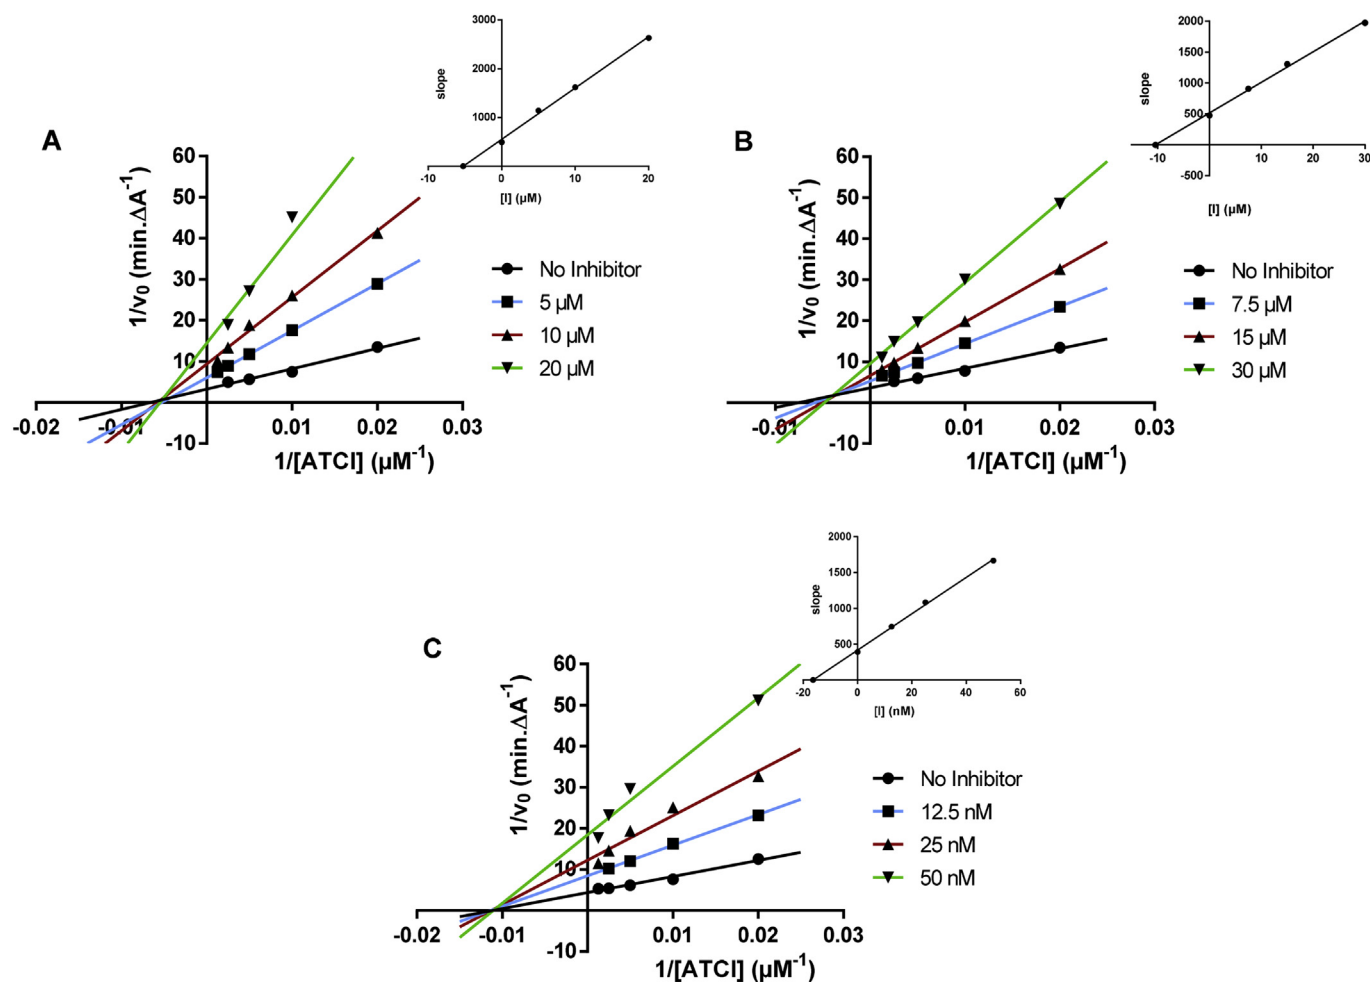 A
1/v0 (min.ΔA-1)
60
50
40
30
20
10
-10
-0.02
-0.01
0.01
0.02
0.03
1/[ATCI] (µM-1)
slope
3000
2000
1000
-10
0
10
20
[I] (µM)
No Inhibitor
5 µM
10 µM
20 µM
B
1/v0 (min.ΔA-1)
60
50
40
30
20
10
-10
-0.01
0.01
0.02
0.03
1/[ATCI] (µM-1)
slope
2000
1500
1000
500
-500
-10
0
10
20
30
[I] (µM)
No Inhibitor
7.5 µM
15 µM
30 µM
C
1/v0 (min.ΔA-1)
60
50
40
30
20
10
-10
-0.02
-0.01
0.01
0.02
0.03
1/[ATCI] (µM-1)
slope
2000
1500
1000
500
-20
0
20
40
60
[I] (nM)
No Inhibitor
12.5 nM
25 nM
50 nM